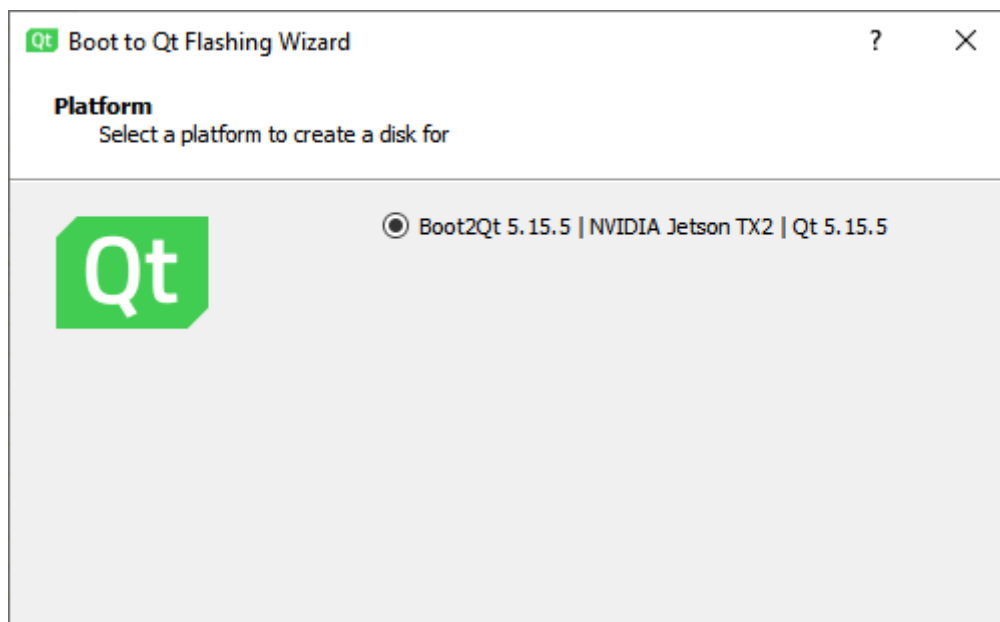 Qt Boot to Qt Flashing Wizard ?
Platform
Select a platform to create a disk for
Qt
Boot2Qt 5.15.5 | NVIDIA Jetson TX2 | Qt 5.15.5